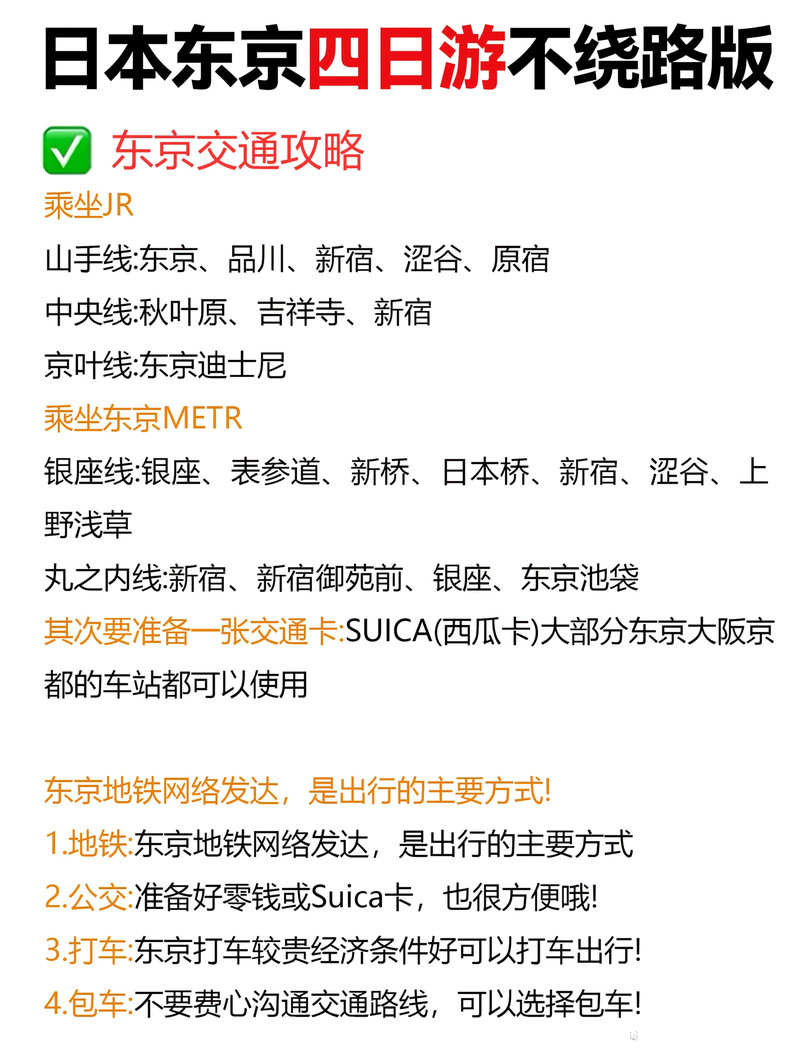 日本东京四日游不绕路版
✅ 东京交通攻略
乘坐JR
山手线:东京、品川、新宿、涩谷、原宿
中央线:秋叶原、吉祥寺、新宿
京叶线:东京迪士尼
乘坐东京METR
银座线:银座、表参道、新桥、日本桥、新宿、涩谷、上
野浅草
丸之内线:新宿、新宿御苑前、银座、东京池袋
其次要准备一张交通卡:SUICA(西瓜卡)大部分东京大阪京
都的车站都可以使用
东京地铁网络发达，是出行的主要方式!
1.地铁:东京地铁网络发达，是出行的主要方式
2.公交:准备好零钱或Suica卡，也很方便哦!
3.打车:东京打车较贵经济条件好可以打车出行!
4.包车:不要费心沟通交通路线，可以选择包车!